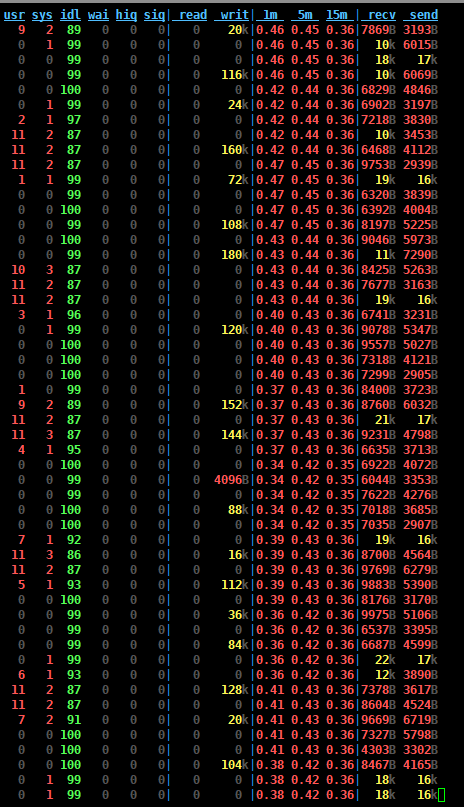 usr sys idl wai hiq siq| read writ| 1m 5m 15m | recv send
9 2 89 0 0 0| 0 20k|0.46 0.45 0.36|7869B 3193B
0 1 99 0 0 0| 0 0 |0.46 0.45 0.36| 10k 6015B
0 0 99 0 0 0| 0 0 |0.46 0.45 0.36| 18k 17k
0 0 99 0 0 0| 0 116k|0.46 0.45 0.36| 10k 6069B
0 0 100 0 0 0| 0 0 |0.42 0.44 0.36|6829B 4846B
0 1 99 0 0 0| 0 24k|0.42 0.44 0.36|6902B 3197B
2 1 97 0 0 0| 0 0 |0.42 0.44 0.36|7218B 3830B
11 2 87 0 0 0| 0 0 |0.42 0.44 0.36| 10k 3453B
11 2 87 0 0 0| 0 160k|0.42 0.44 0.36|6468B 4112B
11 2 87 0 0 0| 0 0 |0.47 0.45 0.36|9753B 2939B
1 1 99 0 0 0| 0 72k|0.47 0.45 0.36| 19k 16k
0 0 99 0 0 0| 0 0 |0.47 0.45 0.36|6320B 3839B
0 0 100 0 0 0| 0 0 |0.47 0.45 0.36|6392B 4004B
0 0 99 0 0 0| 0 108k|0.47 0.45 0.36|8197B 5225B
0 0 100 0 0 0| 0 0 |0.43 0.44 0.36|9046B 5973B
0 0 99 0 0 0| 0 180k|0.43 0.44 0.36| 11k 7290B
10 3 87 0 0 0| 0 0 |0.43 0.44 0.36|8425B 5263B
11 2 87 0 0 0| 0 0 |0.43 0.44 0.36|7677B 3163B
11 2 87 0 0 0| 0 0 |0.43 0.44 0.36| 19k 16k
3 1 96 0 0 0| 0 0 |0.40 0.43 0.36|6741B 3231B
0 1 99 0 0 0| 0 120k|0.40 0.43 0.36|9078B 5347B
0 0 100 0 0 0| 0 0 |0.40 0.43 0.36|9557B 5027B
0 0 100 0 0 0| 0 0 |0.40 0.43 0.36|7318B 4121B
0 0 100 0 0 0| 0 0 |0.40 0.43 0.36|7299B 2905B
1 0 99 0 0 0| 0 0 |0.37 0.43 0.36|8400B 3723B
9 2 89 0 0 0| 0 152k|0.37 0.43 0.36|8760B 6032B
11 2 87 0 0 0| 0 0 |0.37 0.43 0.36| 21k 17k
11 3 87 0 0 0| 0 144k|0.37 0.43 0.36|9231B 4798B
4 1 95 0 0 0| 0 0 |0.37 0.43 0.36|6635B 3713B
0 0 100 0 0 0| 0 0 |0.34 0.42 0.35|6922B 4072B
0 0 99 0 0 0| 0 4096B|0.34 0.42 0.35|6044B 3353B
0 0 99 0 0 0| 0 0 |0.34 0.42 0.35|7622B 4276B
0 0 100 0 0 0| 0 88k|0.34 0.42 0.35|7018B 3685B
0 0 100 0 0 0| 0 0 |0.34 0.42 0.35|7035B 2907B
7 1 92 0 0 0| 0 0 |0.39 0.43 0.36| 19k 16k
11 3 86 0 0 0| 0 16k|0.39 0.43 0.36|8700B 4564B
11 2 87 0 0 0| 0 0 |0.39 0.43 0.36|9769B 6279B
5 1 93 0 0 0| 0 112k|0.39 0.43 0.36|9883B 5390B
0 0 100 0 0 0| 0 0 |0.39 0.43 0.36|8176B 3170B
0 0 99 0 0 0| 0 36k|0.36 0.42 0.36|9975B 5106B
0 0 99 0 0 0| 0 0 |0.36 0.42 0.36|6537B 3395B
0 0 99 0 0 0| 0 84k|0.36 0.42 0.36|6687B 4599B
0 1 99 0 0 0| 0 0 |0.36 0.42 0.36| 22k 17k
6 1 93 0 0 0| 0 0 |0.36 0.42 0.36| 12k 3890B
11 2 87 0 0 0| 0 128k|0.41 0.43 0.36|7378B 3617B
11 2 87 0 0 0| 0 0 |0.41 0.43 0.36|8604B 4524B
7 2 91 0 0 0| 0 20k|0.41 0.43 0.36|9669B 6719B
0 0 100 0 0 0| 0 0 |0.41 0.43 0.36|7327B 5798B
0 0 100 0 0 0| 0 0 |0.41 0.43 0.36|4303B 3302B
0 0 100 0 0 0| 0 104k|0.38 0.42 0.36|8467B 4165B
0 1 99 0 0 0| 0 0 |0.38 0.42 0.36| 18k 16k
0 1 99 0 0 0| 0 0 |0.38 0.42 0.36| 18k 16k